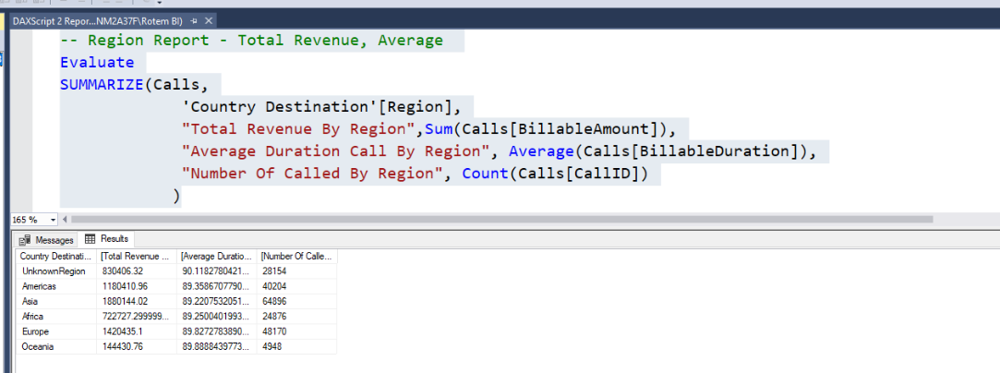 DAXScript 2 Repor...NM2A37F\Rotem BI)
-- Region Report - Total Revenue, Average
Evaluate
SUMMARIZE(Calls,
'Country Destination'[Region],
"Total Revenue By Region",Sum(Calls[BillableAmount]),
"Average Duration Call By Region", Average(Calls[BillableDuration]),
"Number Of Called By Region", Count(Calls[CallID])
)
165 %
Messages Results
Country Destinati... [Total Revenue ... [Average Duratio... [Number Of Calle...
UnknownRegion 830406.32 90.1182780421... 28154
Americas 1180410.96 89.3586707790... 40204
Asia 1880144.02 89.2207532051... 64896
Africa 722727.299999... 89.2500401993... 24876
Europe 1420435.1 89.8272783890... 48170
Oceania 144430.76 89.8888439773... 4948